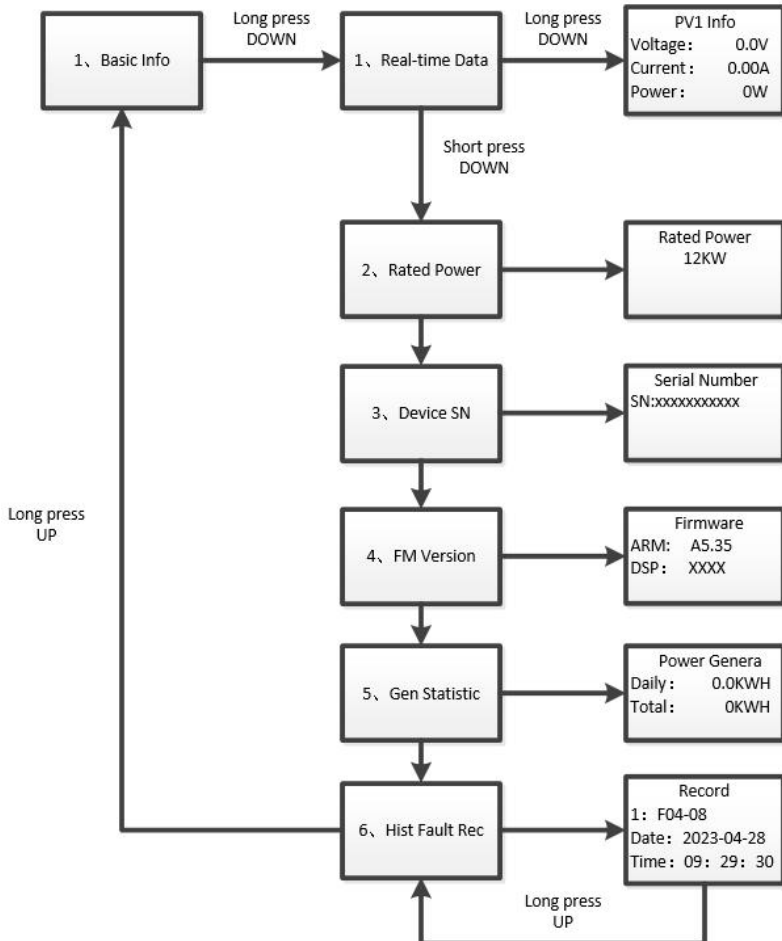 Long press
DOWN
Long press
DOWN
1、Basic Info
1、Real-time Data
PV1 Info
Voltage： 0.0V
Current： 0.00A
Power： 0W
Short press
DOWN
2、Rated Power
Rated Power
12KW
3、Device SN
Serial Number
SN:xxxxxxxxxxx
Long press
UP
4、FM Version
Firmware
ARM: A5.35
DSP： XXXX
5、Gen Statistic
Power Genera
Daily： 0.0KWH
Total： 0KWH
6、Hist Fault Rec
Record
1：F04-08
Date：2023-04-28
Time：09：29：30
Long press
UP